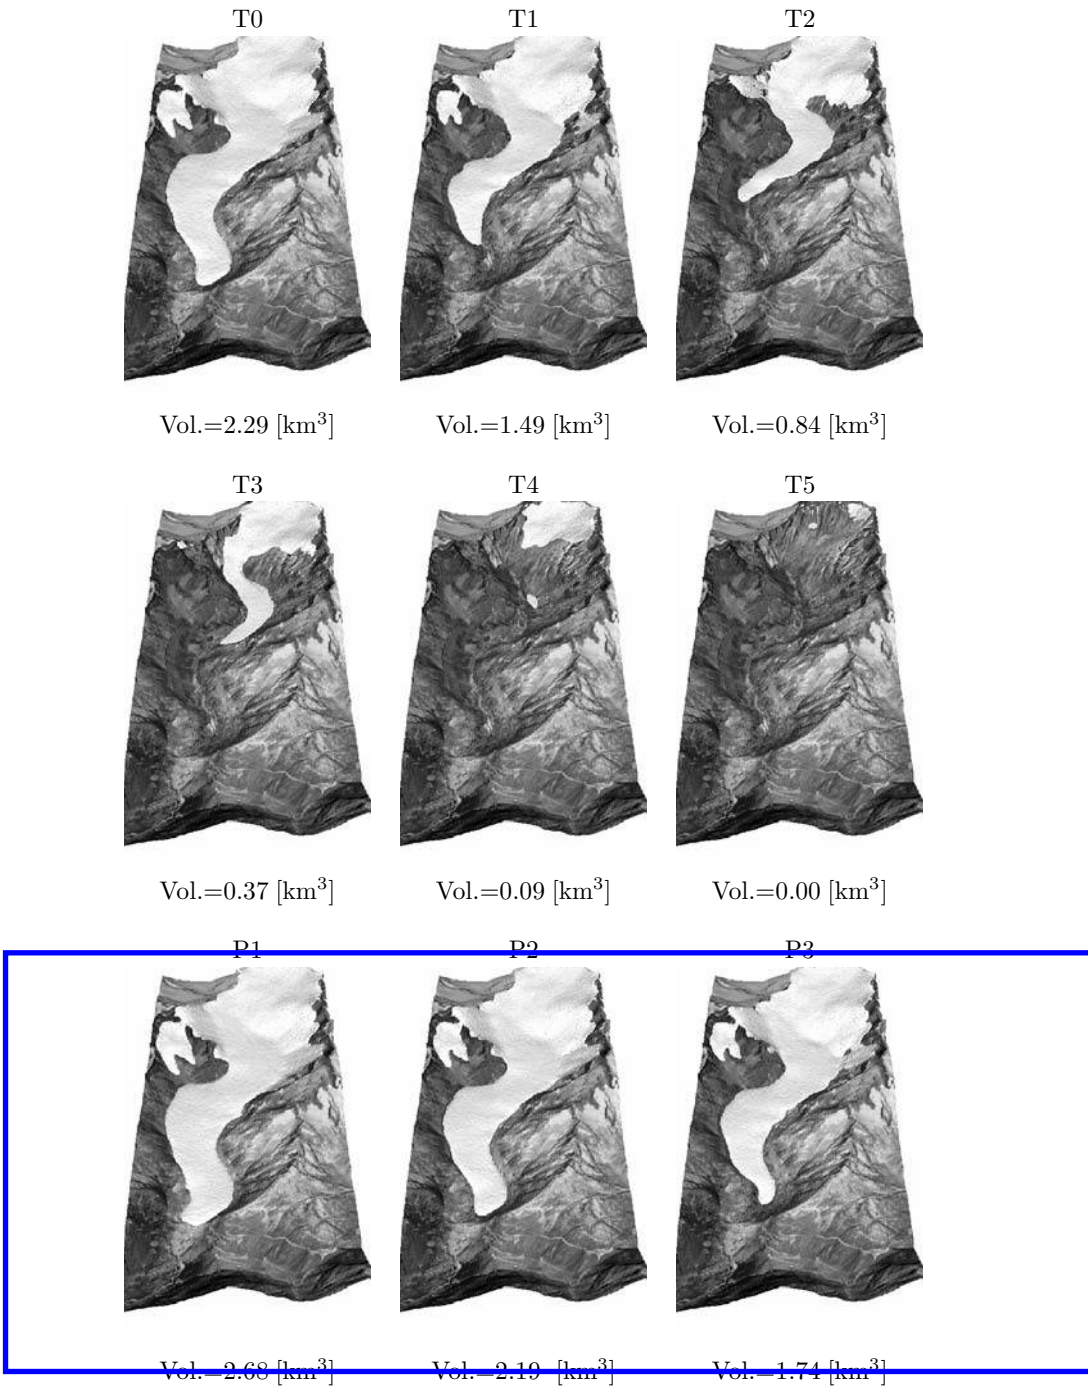 T0 T1 T2
Vol.=2.29 [km³] Vol.=1.49 [km³] Vol.=0.84 [km³]
T3 T4 T5
Vol.=0.37 [km³] Vol.=0.09 [km³] Vol.=0.00 [km³]
P1 P2 P3
Vol.=2.68 [km³] Vol.=2.19 [km³] Vol.=1.74 [km³]